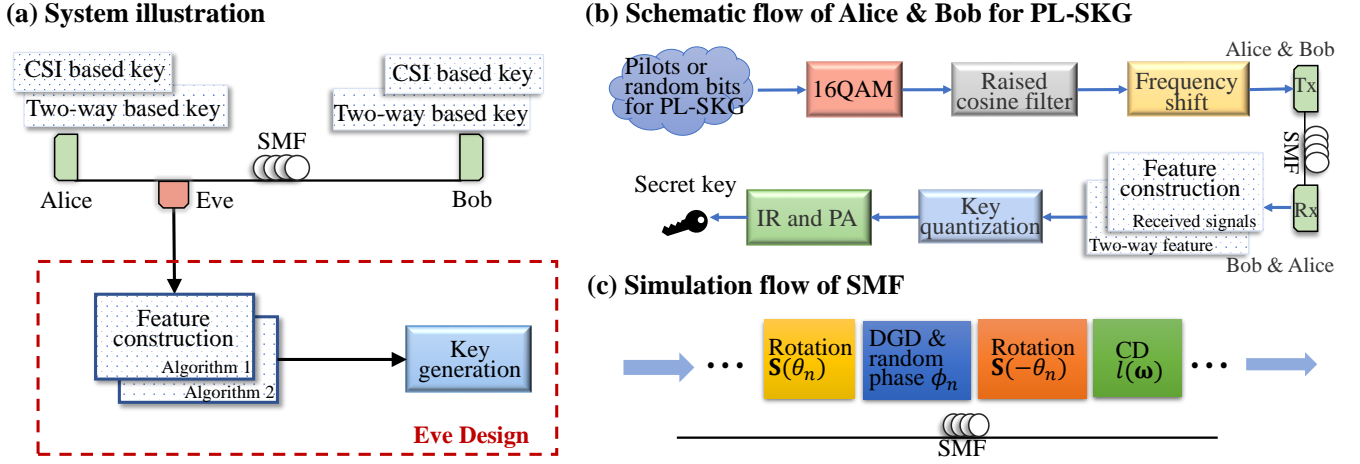 (a) System illustration
CSI based key
Two-way based key
CSI based key
Two-way based key
SMF
Alice
Eve
Bob
Feature
construction
Algorithm 1
Algorithm 2
Key
generation
Eve Design
(b) Schematic flow of Alice & Bob for PL-SKG
Alice & Bob
Pilots or
random bits
for PL-SKG
16QAM
Raised
cosine filter
Frequency
shift
Tx
SMF
Rx
Feature
construction
Received signals
Two-way feature
Key
quantization
IR and PA
Secret key
Bob & Alice
(c) Simulation flow of SMF
...
Rotation
S(θₙ)
DGD &
random
phase ϕₙ
Rotation
S(−θₙ)
CD
l(ω)
...
SMF